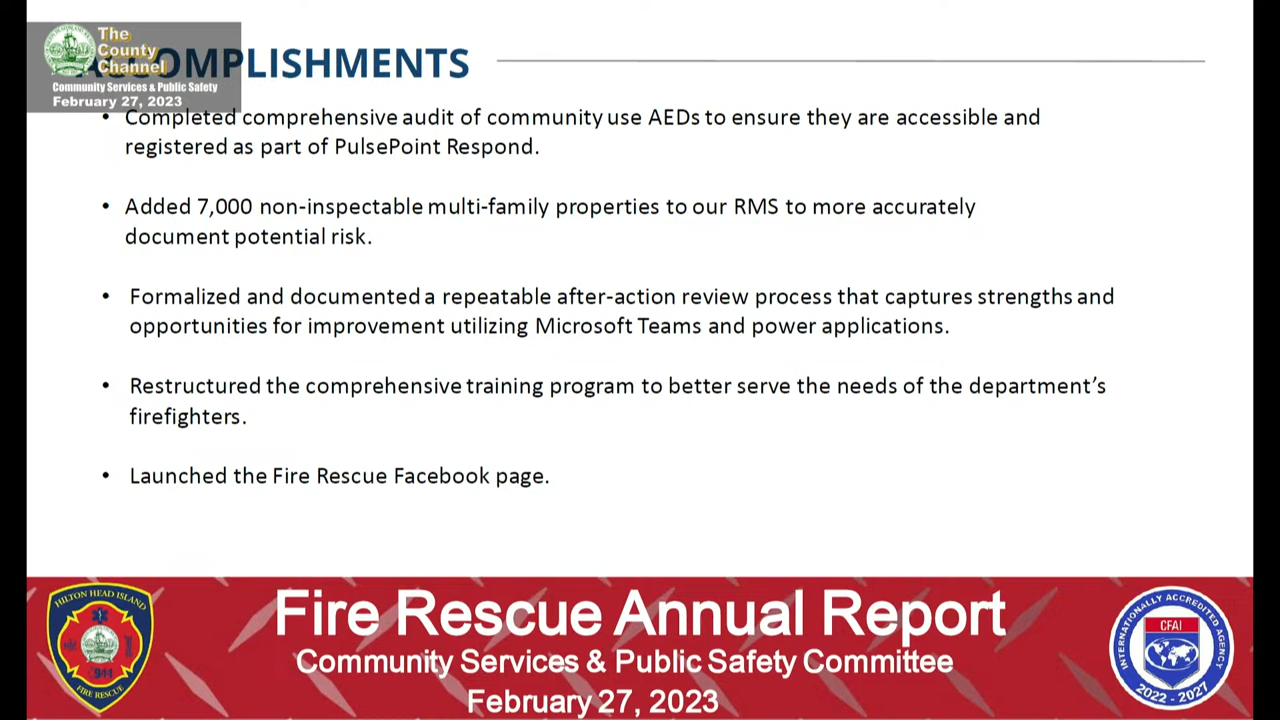 The
County
Channel
Community Services & Public Safety
February 27, 2023
ACCOMPLISHMENTS
• Completed comprehensive audit of community use AEDs to ensure they are accessible and
registered as part of PulsePoint Respond.
• Added 7,000 non-inspectable multi-family properties to our RMS to more accurately
document potential risk.
• Formalized and documented a repeatable after-action review process that captures strengths and
opportunities for improvement utilizing Microsoft Teams and power applications.
• Restructured the comprehensive training program to better serve the needs of the department’s
firefighters.
• Launched the Fire Rescue Facebook page.
HILTON HEAD ISLAND
911
FIRE RESCUE
Fire Rescue Annual Report
Community Services & Public Safety Committee
February 27, 2023
INTERNATIONALLY ACCREDITED AGENCY
CFAI
2022 - 2027